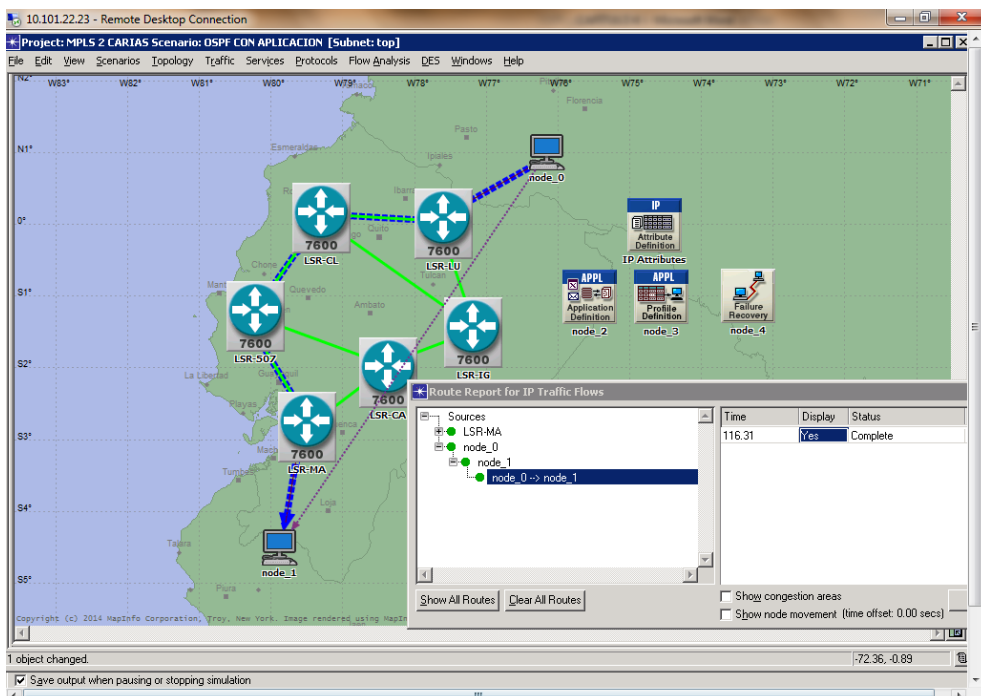 10.101.22.23 - Remote Desktop Connection
Project: MPLS 2 CARIAS Scenario: OSPF CON APLICACION [Subnet: top]
File Edit View Scenarios Topology Traffic Services Protocols Flow Analysis DES Windows Help
N2° W83° W82° W81° W80° W79° W78° W77° W76° W75° W74° W73° W72° W71°
Florencia
Pasto
N1°
Esmeraldas
Ipiales
node_0
0°
7600
LSR-CL
Quito
7600
LSR-LU
Tulcan
IP
Attribute
Definition
IP Attributes
Chone
S1°
Quevedo
Ambato
7600
LSR-507
7600
LSR-IG
APPL
Application
Definition
node_2
APPL
Profile
Definition
node_3
Failure
Recovery
node_4
S2°
La Libertad
7600
LSR-CA
Playas
S3°
7600
LSR-MA
Loja
S4°
Talara
node_1
S5°
Piura
Route Report for IP Traffic Flows
Sources
LSR-MA
node_0
node_1
node_0 --> node_1
Time Display Status
116.31 Yes Complete
Show All Routes Clear All Routes
Show congestion areas
Show node movement (time offset: 0.00 secs)
Copyright (c) 2014 MapInfo Corporation, Troy, New York. Image rendered using MapIn
1 object changed.
-72.36, -0.89
Save output when pausing or stopping simulation